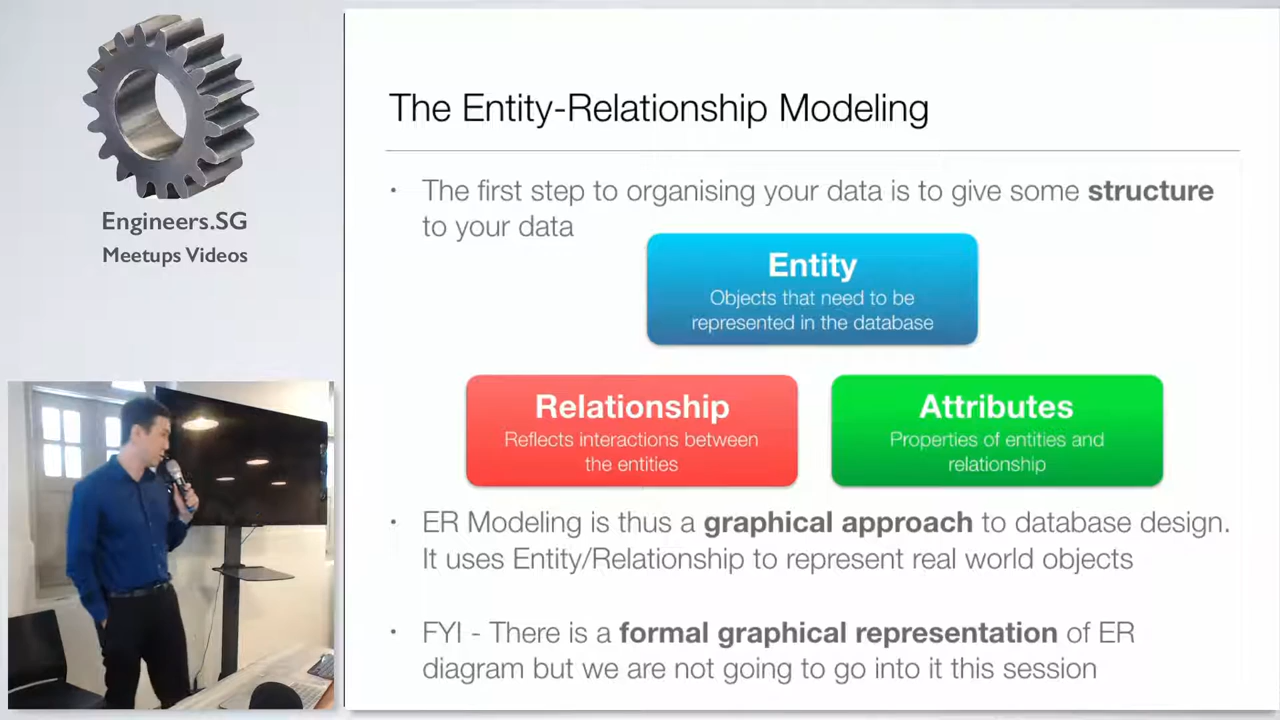 Engineers.SG
Meetups Videos
The Entity-Relationship Modeling
• The first step to organising your data is to give some structure
to your data
Entity
Objects that need to be
represented in the database
Relationship
Reflects interactions between
the entities
Attributes
Properties of entities and
relationship
• ER Modeling is thus a graphical approach to database design.
It uses Entity/Relationship to represent real world objects
• FYI - There is a formal graphical representation of ER
diagram but we are not going to go into it this session